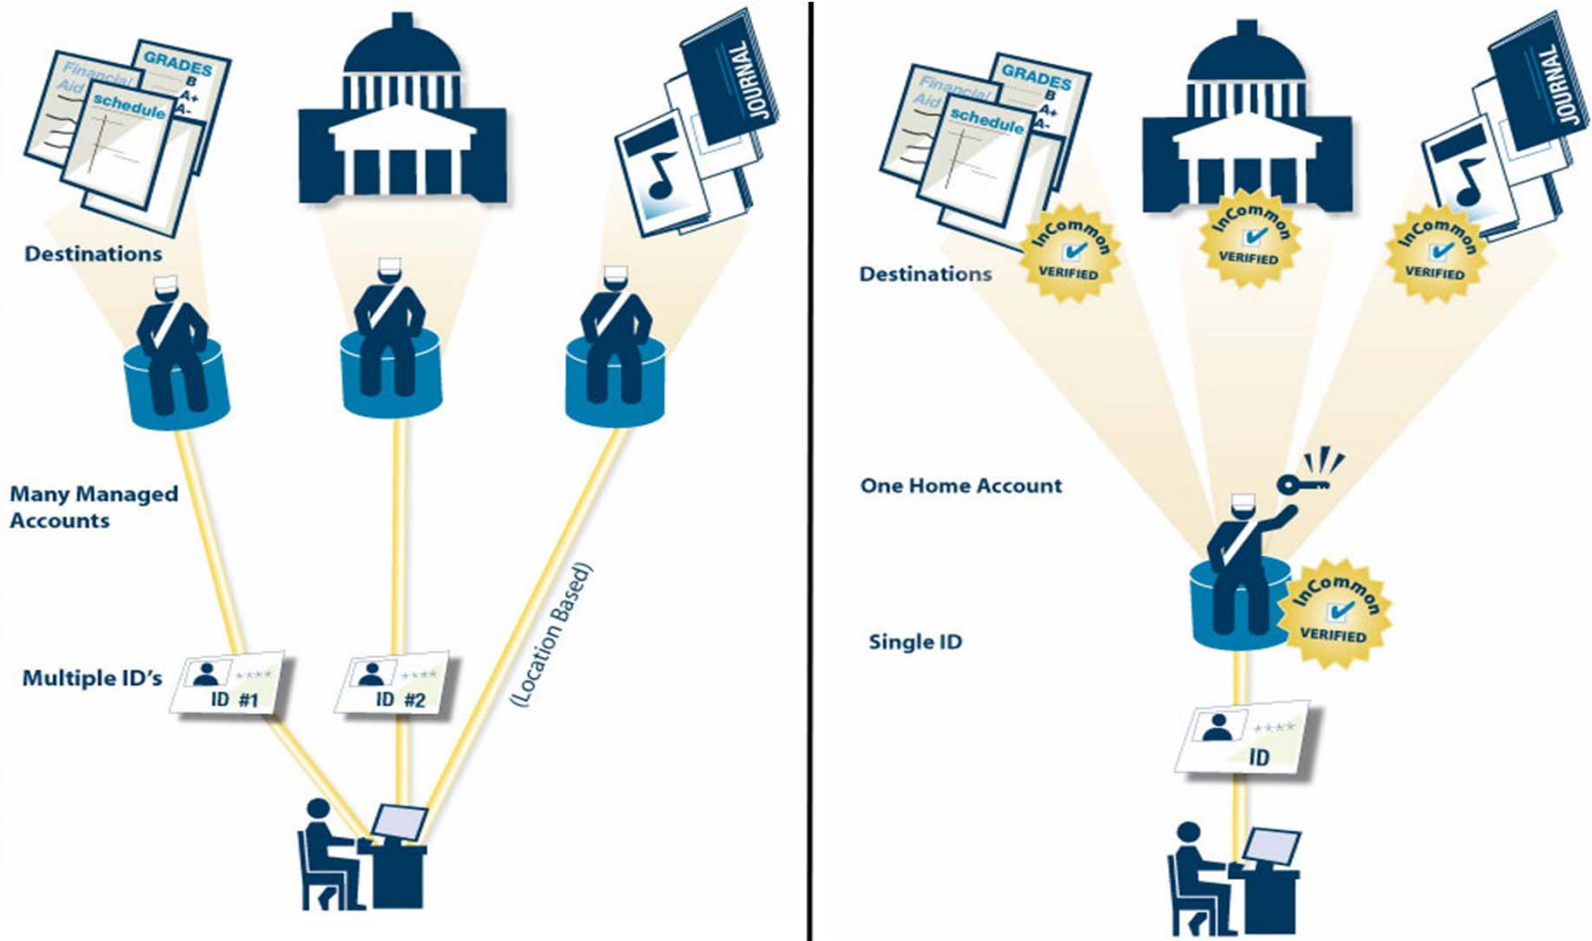 Financial
Aid
GRADES
B
A+
A-
schedule
JOURNAL
Destinations
Many Managed
Accounts
(Location Based)
Multiple ID's
****
ID #1
****
ID #2
Financial
Aid
GRADES
B
A+
A-
schedule
JOURNAL
InCommon
VERIFIED
InCommon
VERIFIED
InCommon
VERIFIED
Destinations
One Home Account
InCommon
VERIFIED
Single ID
****
ID